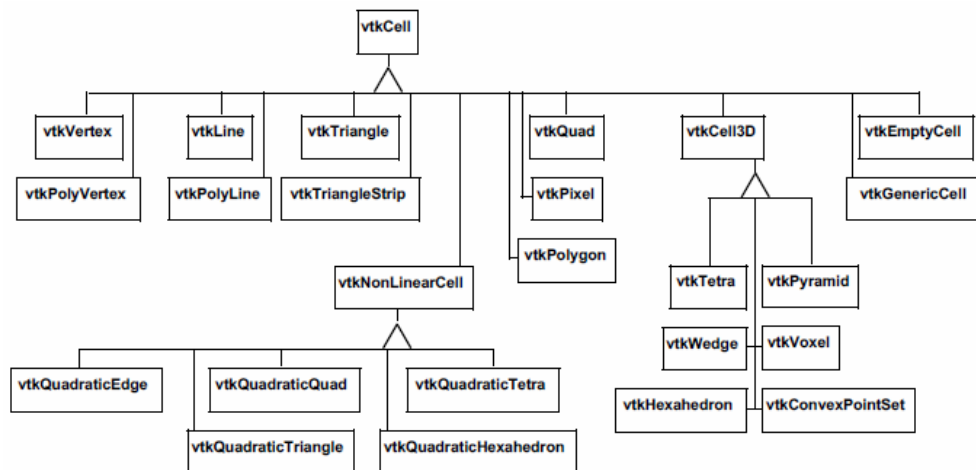 vtkCell
vtkVertex
vtkLine
vtkTriangle
vtkQuad
vtkCell3D
vtkEmptyCell
vtkPolyVertex
vtkPolyLine
vtkTriangleStrip
vtkPixel
vtkGenericCell
vtkPolygon
vtkNonLinearCell
vtkTetra
vtkPyramid
vtkWedge
vtkVoxel
vtkQuadraticEdge
vtkQuadraticQuad
vtkQuadraticTetra
vtkHexahedron
vtkConvexPointSet
vtkQuadraticTriangle
vtkQuadraticHexahedron